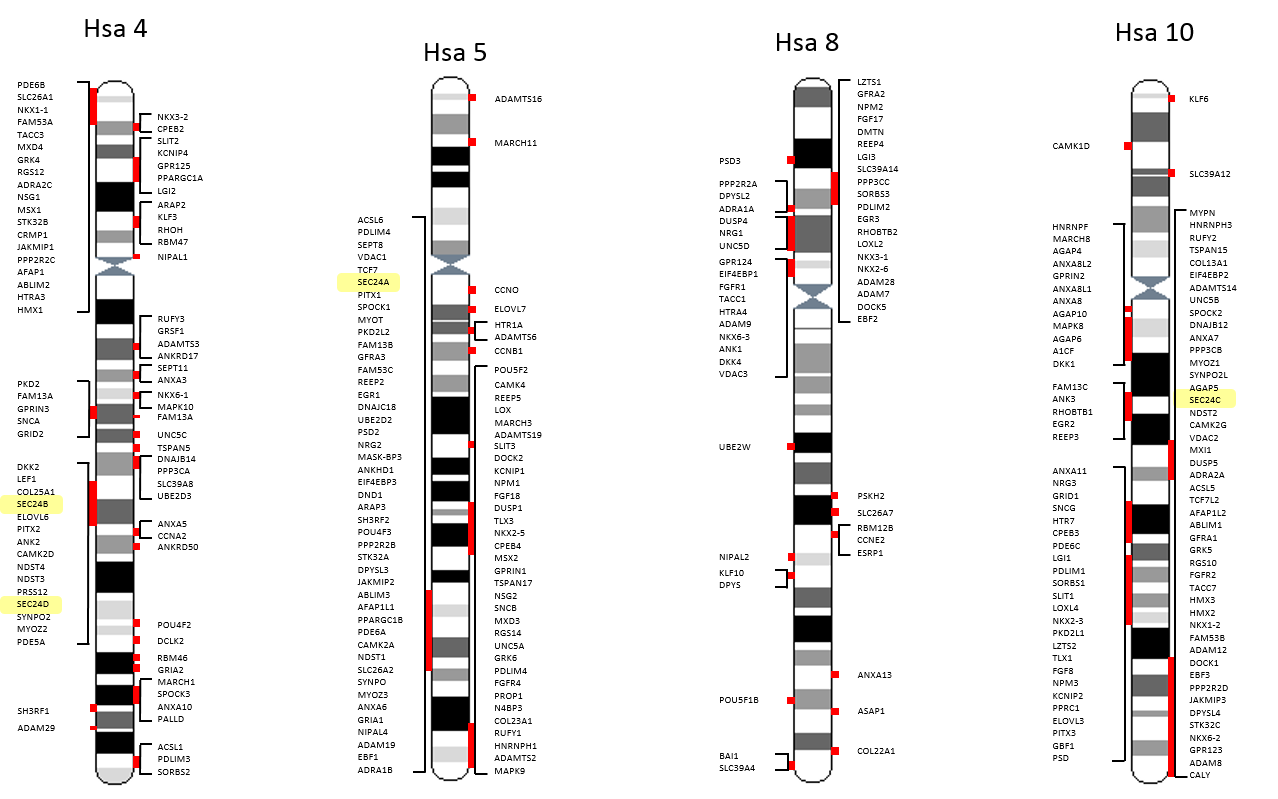 Hsa 4
PDE6B
SLC26A1
NKX1-1
FAM53A
TACC3
MXD4
GRK4
RGS12
ADRA2C
NSG1
MSX1
STK32B
CRMP1
JAKMIP1
PPP2R2C
AFAP1
ABLIM2
HTRA3
HMX1
PKD2
FAM13A
GPRIN3
SNCA
GRID2
DKK2
LEF1
COL25A1
SEC24B
ELOVL6
PITX2
ANK2
CAMK2D
NDST4
NDST3
PRSS12
SEC24D
SYNPO2
MYOZ2
PDE5A
SH3RF1
ADAM29
NKX3-2
CPEB2
SLIT2
KCNIP4
GPR125
PPARGC1A
LGI2
ARAP2
KLF3
RHOH
RBM47
NIPAL1
RUFY3
GRSF1
ADAMTS3
ANKRD17
SEPT11
ANXA3
NKX6-1
MAPK10
FAM13A
UNC5C
TSPAN5
DNAJB14
PPP3CA
SLC39A8
UBE2D3
ANXA5
CCNA2
ANKRD50
POU4F2
DCLK2
RBM46
GRIA2
MARCH1
SPOCK3
ANXA10
PALLD
ACSL1
PDLIM3
SORBS2
Hsa 5
ACSL6
PDLIM4
SEPT8
VDAC1
TCF7
SEC24A
PITX1
SPOCK1
MYOT
PKD2L2
FAM13B
GFRA3
FAM53C
REEP2
EGR1
DNAJC18
UBE2D2
PSD2
NRG2
MASK-BP3
ANKHD1
EIF4EBP3
DND1
ARAP3
SH3RF2
POU4F3
PPP2R2B
STK32A
DPYSL3
JAKMIP2
ABLIM3
AFAP1L1
PPARGC1B
PDE6A
CAMK2A
NDST1
SLC26A2
SYNPO
MYOZ3
ANXA6
GRIA1
NIPAL4
ADAM19
EBF1
ADRA1B
ADAMTS16
MARCH11
CCNO
ELOVL7
HTR1A
ADAMTS6
CCNB1
POU5F2
CAMK4
REEP5
LOX
MARCH3
ADAMTS19
SLIT3
DOCK2
KCNIP1
NPM1
FGF18
DUSP1
TLX3
NKX2-5
CPEB4
MSX2
GPRIN1
TSPAN17
NSG2
SNCB
MXD3
RGS14
UNC5A
GRK6
PDLIM4
FGFR4
PROP1
N4BP3
COL23A1
RUFY1
HNRNPH1
ADAMTS2
MAPK9
Hsa 8
PSD3
PPP2R2A
DPYSL2
ADRA1A
DUSP4
NRG1
UNC5D
GPR124
EIF4EBP1
FGFR1
TACC1
HTRA4
ADAM9
NKX6-3
ANK1
DKK4
VDAC3
UBE2W
NIPAL2
KLF10
DPYS
POU5F1B
BAI1
SLC39A4
LZTS1
GFRA2
NPM2
FGF17
DMTN
REEP4
LGI3
SLC39A14
PPP3CC
SORBS3
PDLIM2
EGR3
RHOBTB2
LOXL2
NKX3-1
NKX2-6
ADAM28
ADAM7
DOCK5
EBF2
PSKH2
SLC26A7
RBM12B
CCNE2
ESRP1
ANXA13
ASAP1
COL22A1
Hsa 10
CAMK1D
HNRNPF
MARCH8
AGAP4
ANXA8L2
GPRIN2
ANXA8L1
ANXA8
AGAP10
MAPK8
AGAP6
A1CF
DKK1
FAM13C
ANK3
RHOBTB1
EGR2
REEP3
ANXA11
NRG3
GRID1
SNCG
HTR7
CPEB3
PDE6C
LGI1
PDLIM1
SORBS1
SLIT1
LOXL4
NKX2-3
PKD2L1
LZTS2
TLX1
FGF8
NPM3
KCNIP2
PPRC1
ELOVL3
PITX3
GBF1
PSD
KLF6
SLC39A12
MYPN
HNRNPH3
RUFY2
TSPAN15
COL13A1
EIF4EBP2
ADAMTS14
UNC5B
SPOCK2
DNAJB12
ANXA7
PPP3CB
MYOZ1
SYNPO2L
AGAP5
SEC24C
NDST2
CAMK2G
VDAC2
MXI1
DUSP5
ADRA2A
ACSL5
TCF7L2
AFAP1L2
ABLIM1
GFRA1
GRK5
RGS10
FGFR2
TACC7
HMX3
HMX2
NKX1-2
FAM53B
ADAM12
DOCK1
EBF3
PPP2R2D
JAKMIP3
DPYSL4
STK32C
NKX6-2
GPR123
ADAM8
CALY